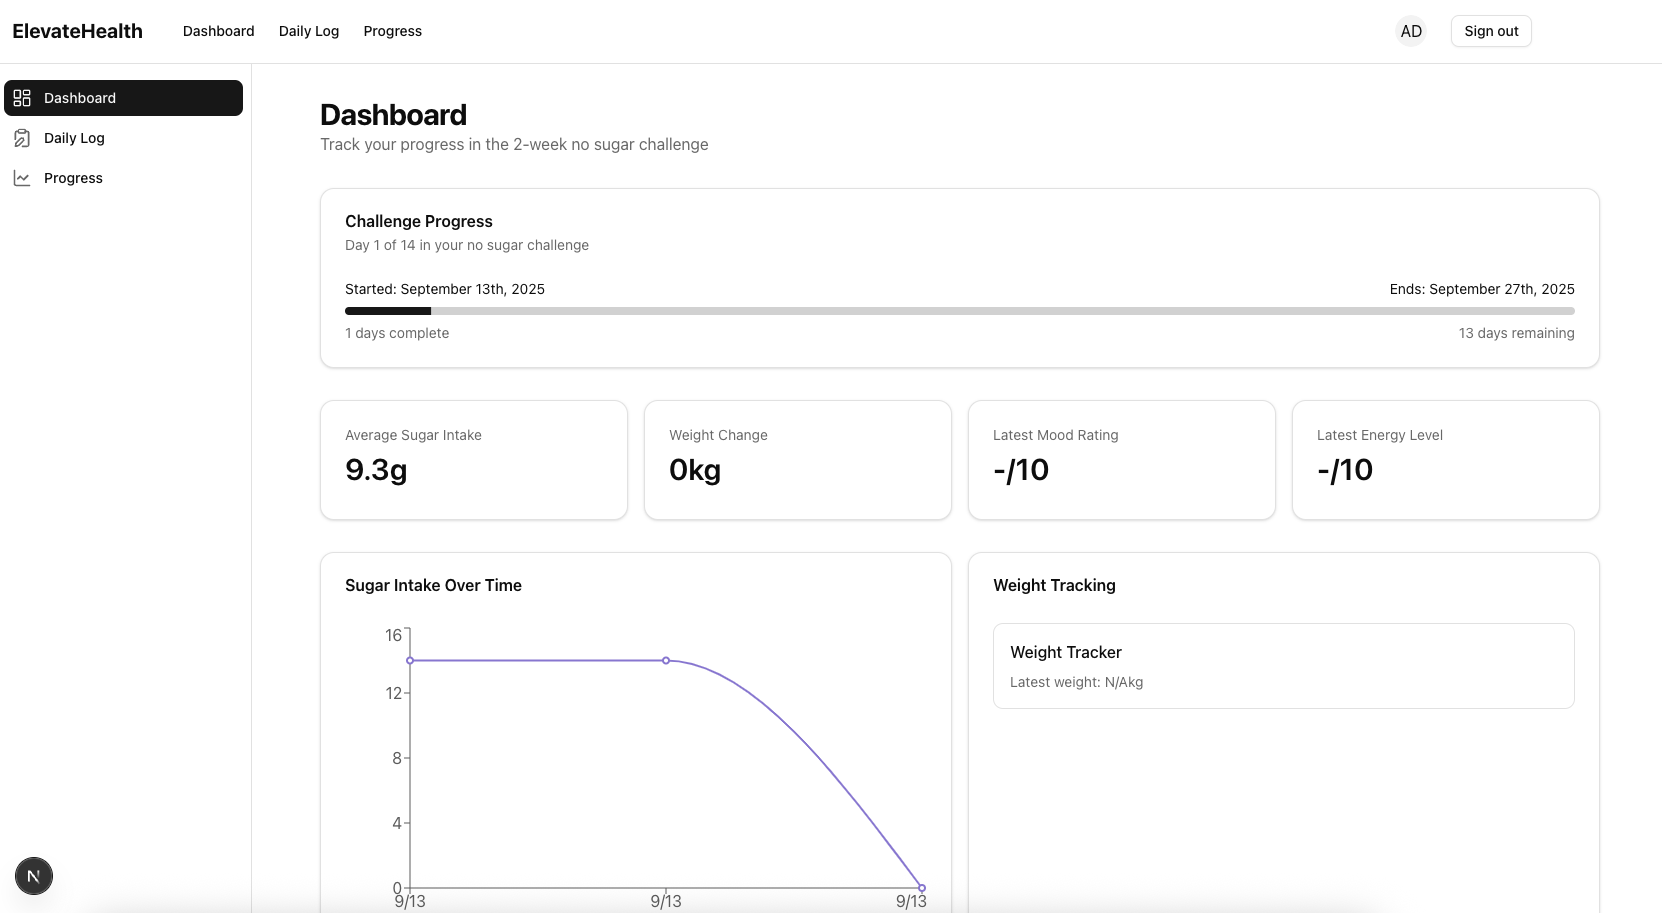 ElevateHealth
Dashboard
Daily Log
Progress
AD
Sign out
Dashboard
Daily Log
Progress
Dashboard
Track your progress in the 2-week no sugar challenge
Challenge Progress
Day 1 of 14 in your no sugar challenge
Started: September 13th, 2025
Ends: September 27th, 2025
1 days complete
13 days remaining
Average Sugar Intake
9.3g
Weight Change
0kg
Latest Mood Rating
-/10
Latest Energy Level
-/10
Sugar Intake Over Time
16
12
8
4
0
9/13
9/13
9/13
Weight Tracking
Weight Tracker
Latest weight: N/Akg
N